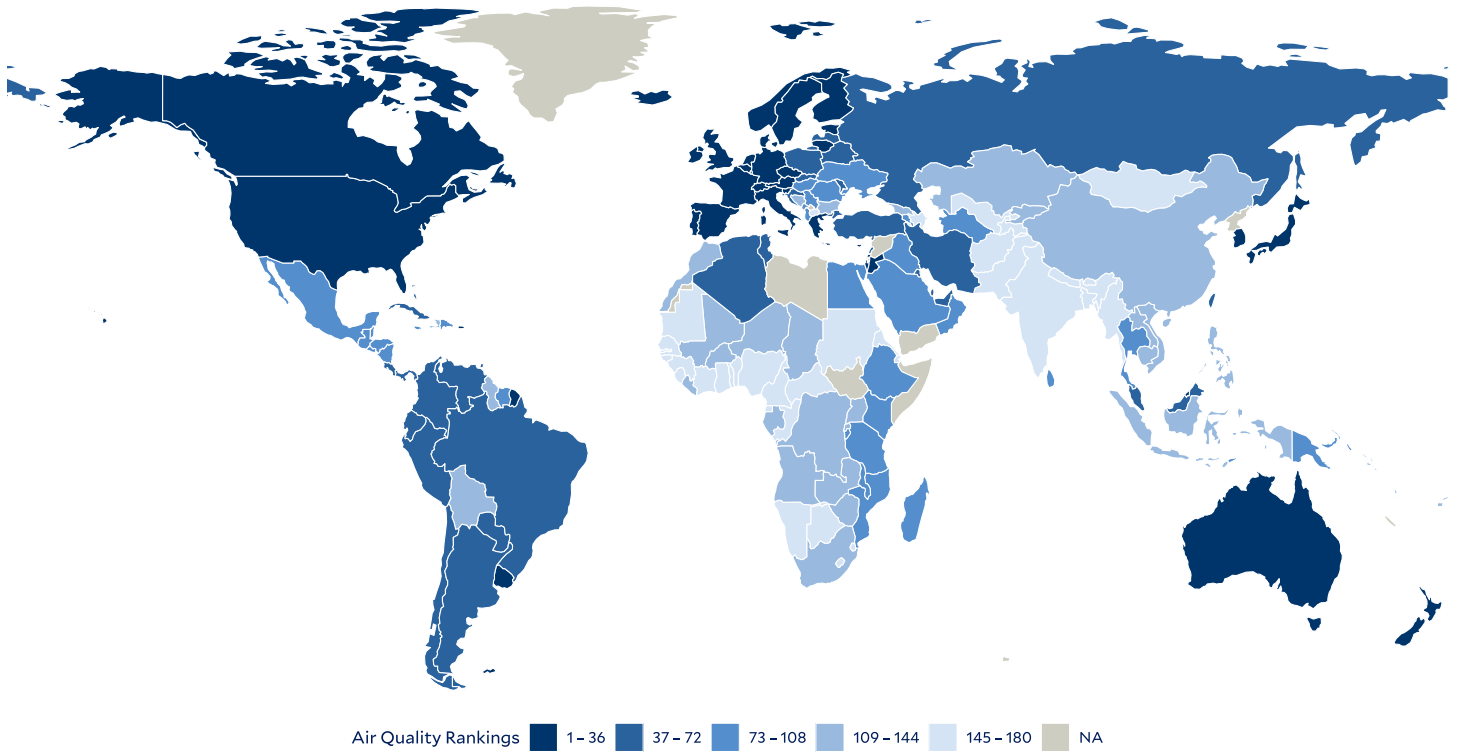 Air Quality Rankings 1 – 36 37 – 72 73 – 108 109 – 144 145 – 180 NA